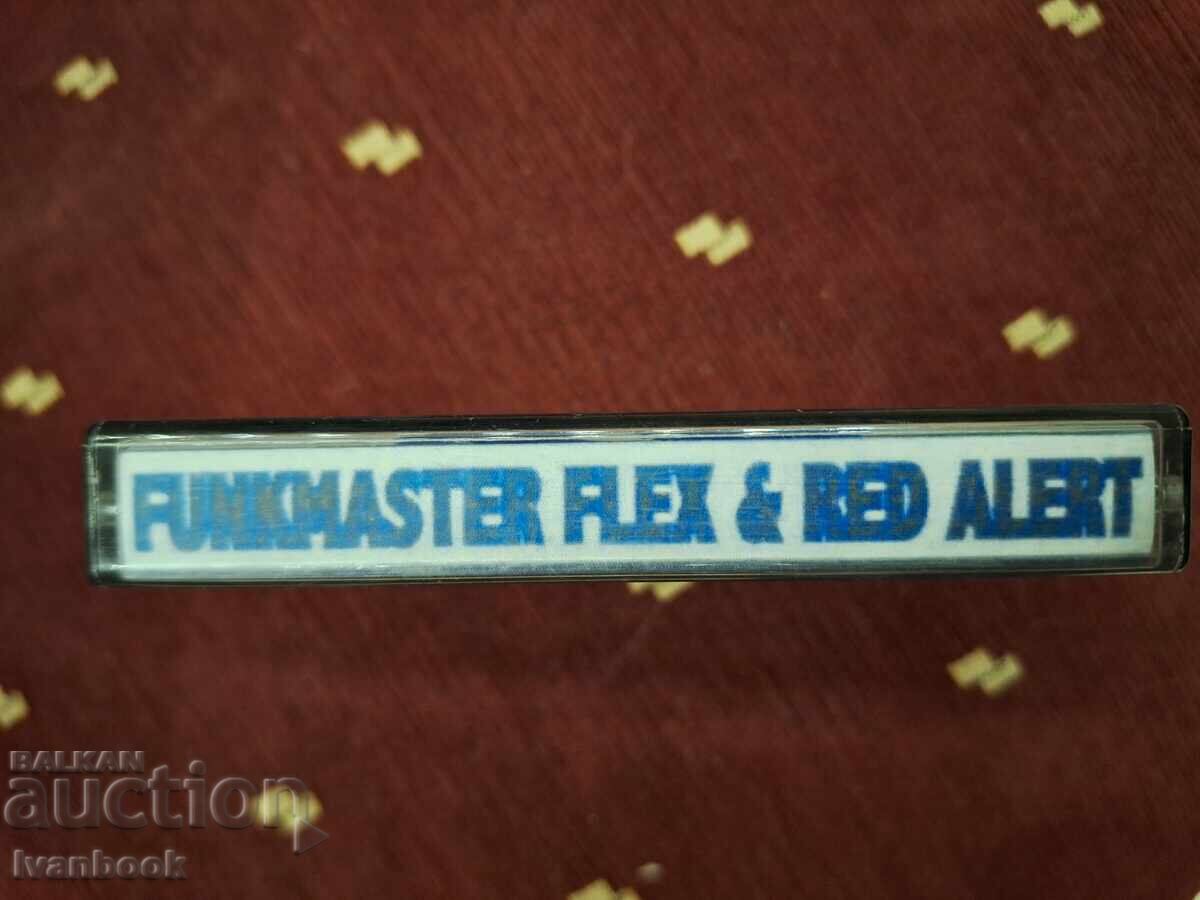 FUNKMASTER FLEX & RED ALERT
BALKAN
auction
Ivanbook